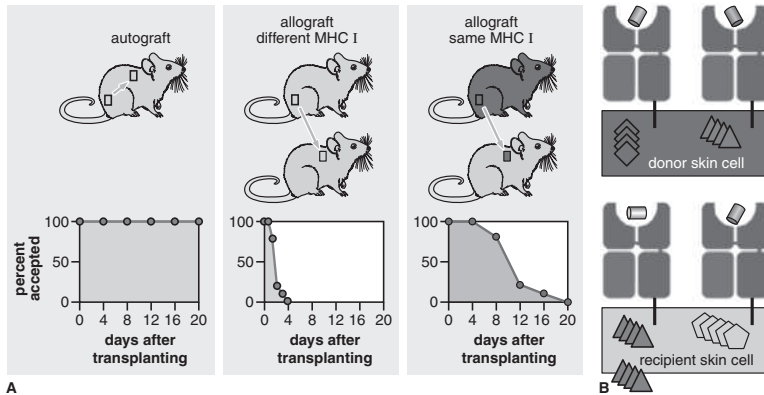 autograft
allograft
different MHC I
allograft
same MHC I
percent
accepted
100
50
0
0 4 8 12 16 20
days after
transplanting
100
50
0
0 4 8 12 16 20
days after
transplanting
100
50
0
0 4 8 12 16 20
days after
transplanting
A
donor skin cell
recipient skin cell
B